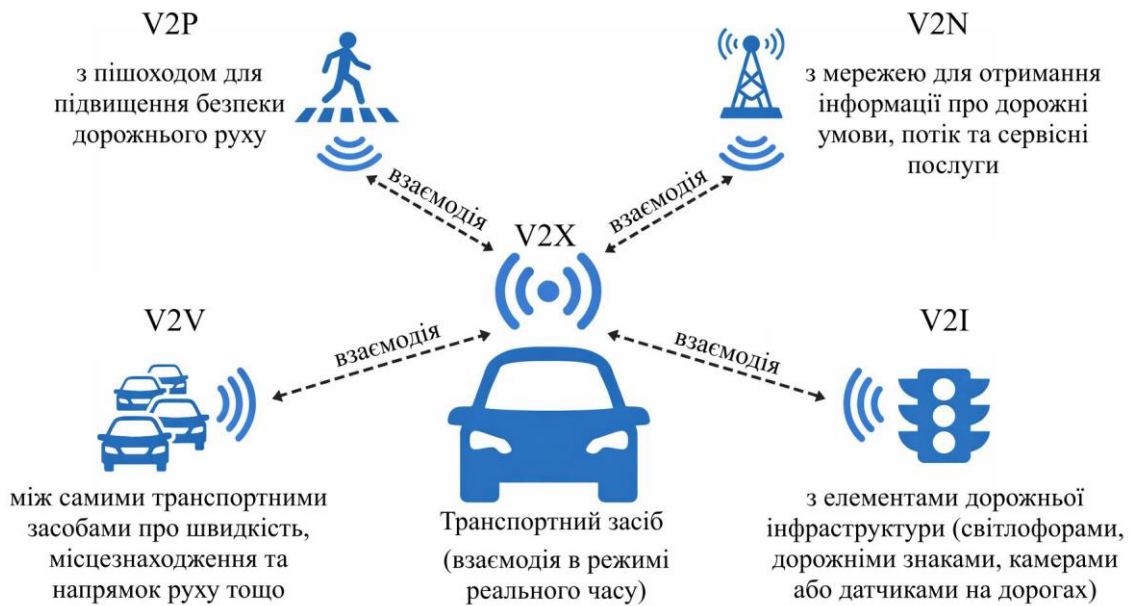 V2P
з пішоходом для
підвищення безпеки
дорожнього руху
V2N
з мережею для отримання
інформації про дорожні
умови, потік та сервісні
послуги
взаємодія
взаємодія
V2X
V2V
взаємодія
взаємодія
V2I
між самими транспортними
засобами про швидкість,
місцезнаходження та
напрямок руху тощо
Транспортний засіб
(взаємодія в режимі
реального часу)
з елементами дорожньої
інфраструктури (світлофорами,
дорожніми знаками, камерами
або датчиками на дорогах)